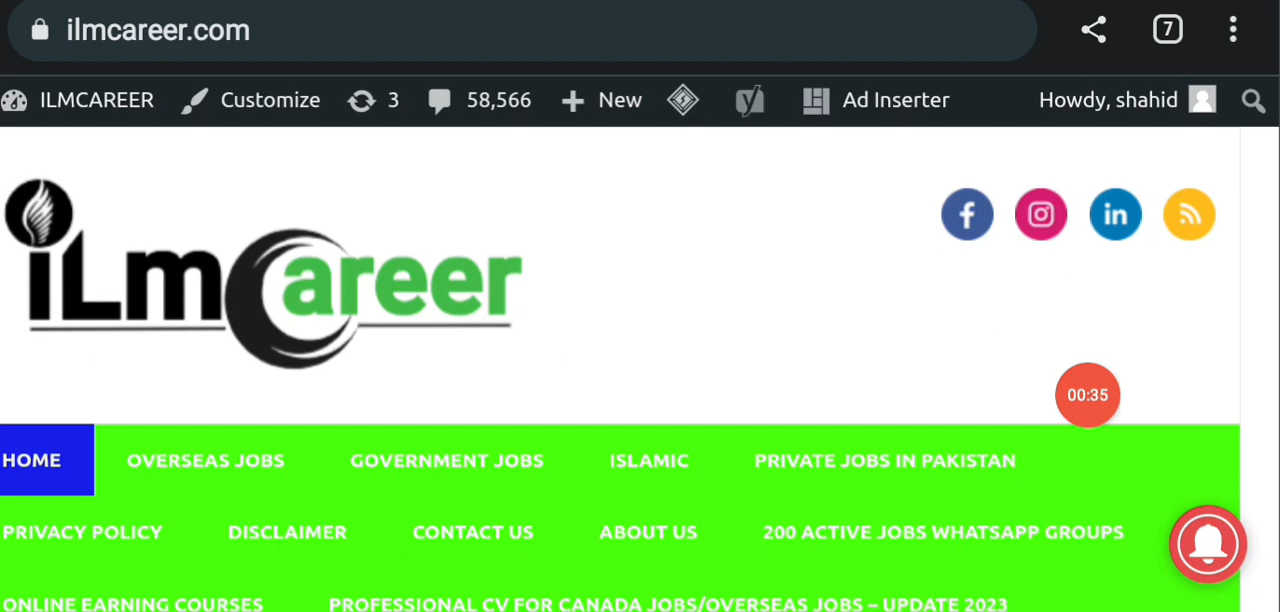 ilmcareer.com
7
ILMCAREER Customize 3 58,566 New Ad Inserter Howdy, shahid
iLmCareer
00:35
HOME OVERSEAS JOBS GOVERNMENT JOBS ISLAMIC PRIVATE JOBS IN PAKISTAN
PRIVACY POLICY DISCLAIMER CONTACT US ABOUT US 200 ACTIVE JOBS WHATSAPP GROUPS
ONLINE EARNING COURSES PROFESSIONAL CV FOR CANADA JOBS/OVERSEAS JOBS – UPDATE 2023